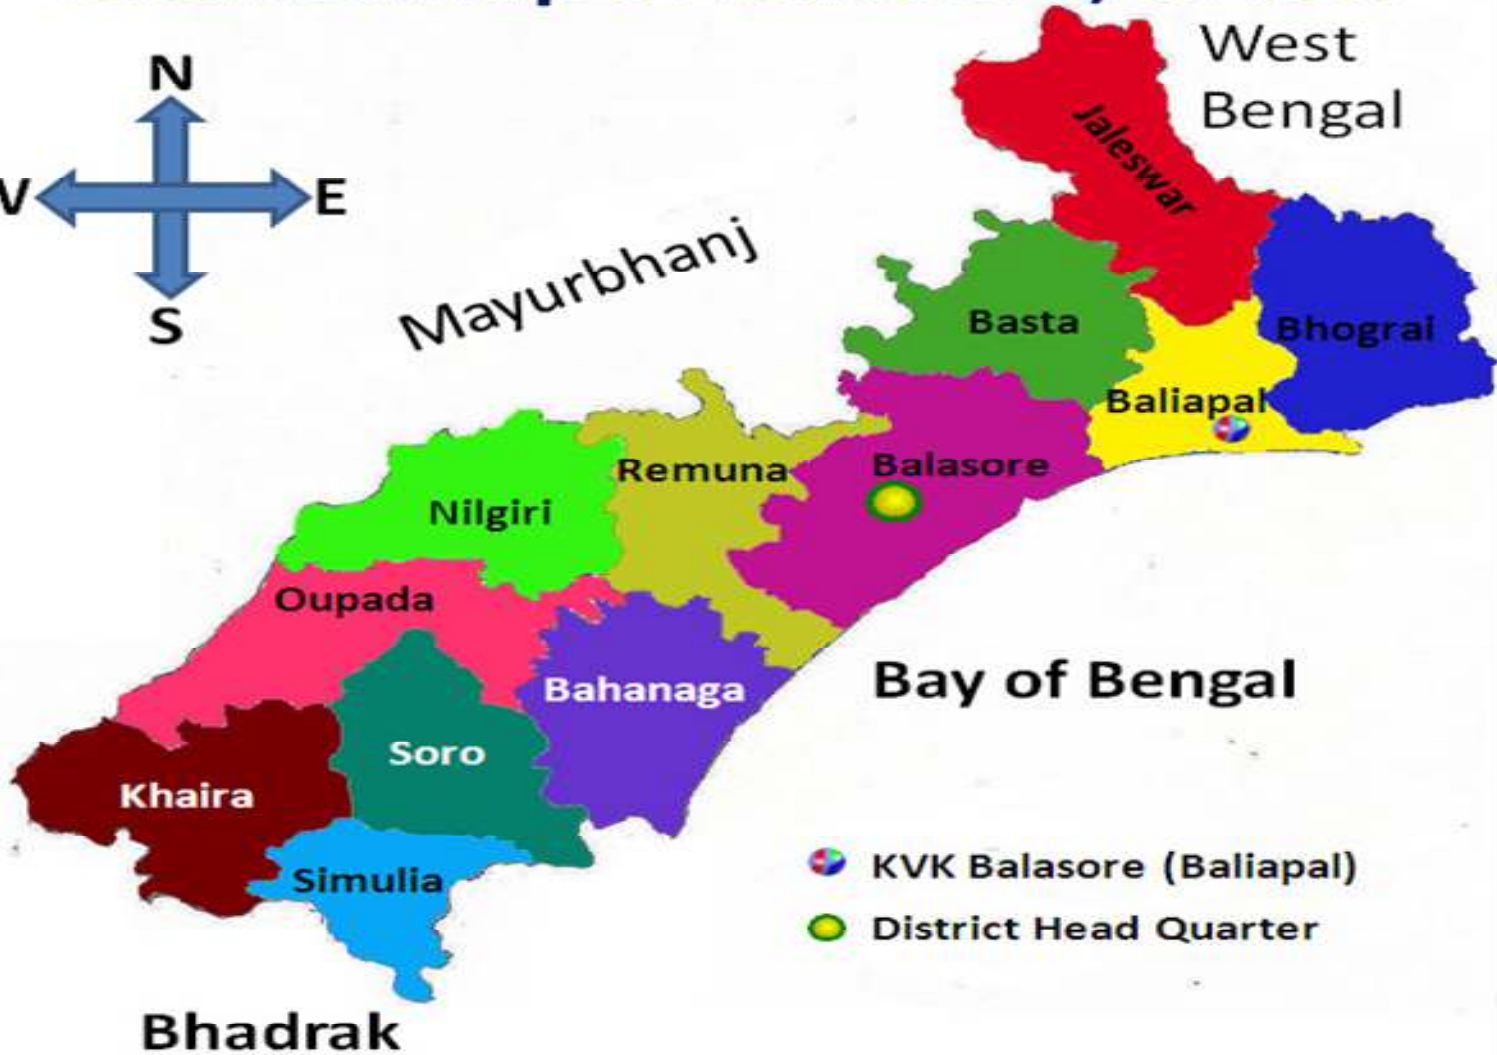 N
E
S
West
Bengal
Jaleswar
Mayurbhanj
Basta
Bhograi
Baliapal
Remuna
Balasore
Nilgiri
Oupada
Bahanaga
Bay of Bengal
Soro
Khaira
Simulia
KVK Balasore (Baliapal)
District Head Quarter
Bhadrak